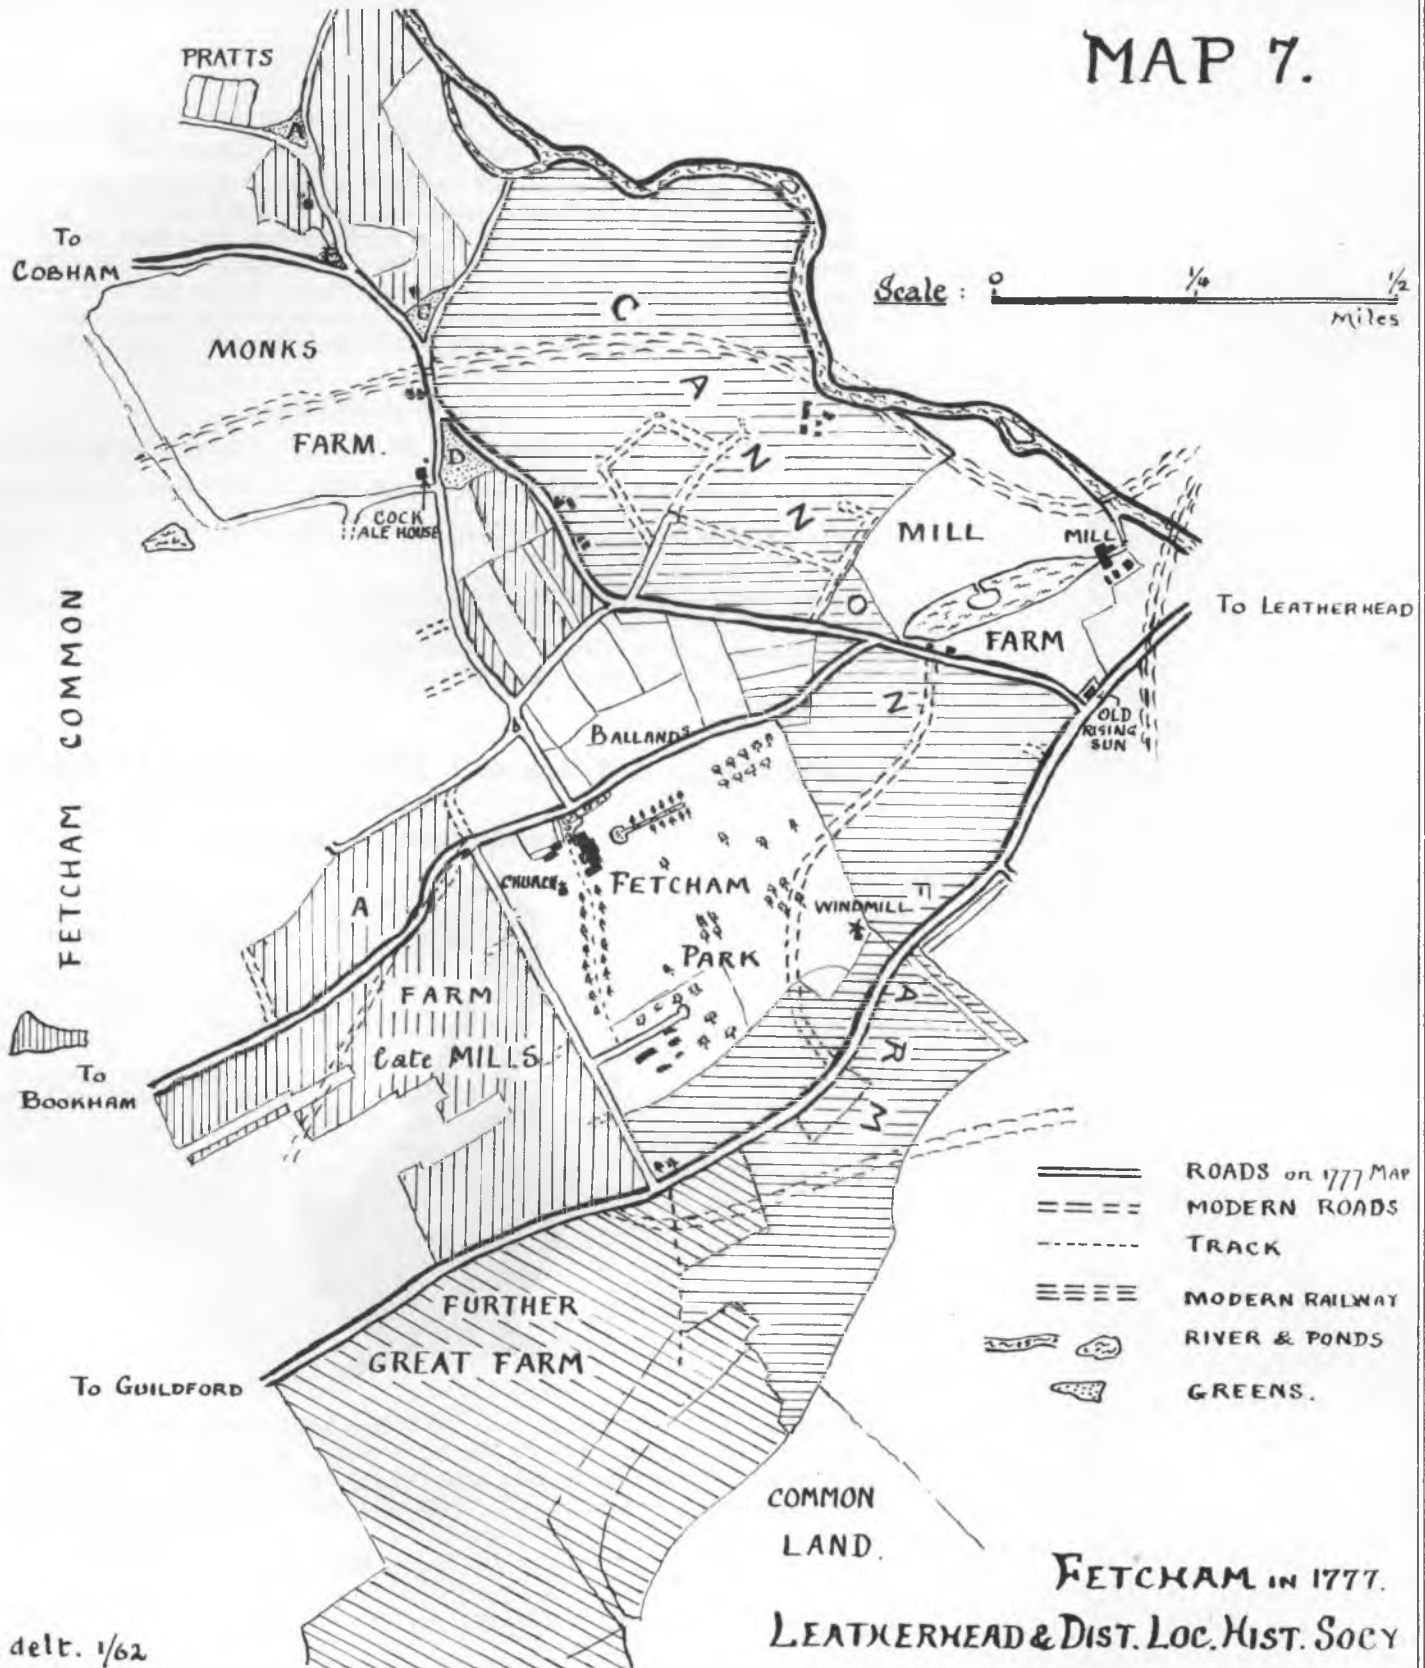 MAP 7.
PRATTS
A
To
COBHAM
B
C
MONKS
FARM.
Scale : 0 1/4 1/2
Miles
C
A
N
N
O
N
F
A
R
M
D
COCK
ALE HOUSE
MILL
FARM
MILL
TO LEATHERHEAD
OLD
RISING
SUN
FETCHAM COMMON
BALLANDS
CHURCH
FETCHAM
PARK
WINDMILL
A
FARM
late MILLS
To
BOOKHAM
FURTHER
GREAT FARM
To GUILDFORD
ROADS on 1777 MAP
MODERN ROADS
TRACK
MODERN RAILWAY
RIVER & PONDS
GREENS.
COMMON
LAND.
FETCHAM IN 1777.
LEATHERHEAD & DIST. LOC. HIST. SOCY
delt. 1/62